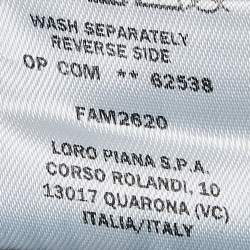 WASH SEPARATELY
REVERSE SIDE
OP COM ** 62538
FAM2620
LORO PIANA S.P.A.
CORSO ROLANDI, 10
13017 QUARONA (VC)
ITALIA/ITALY